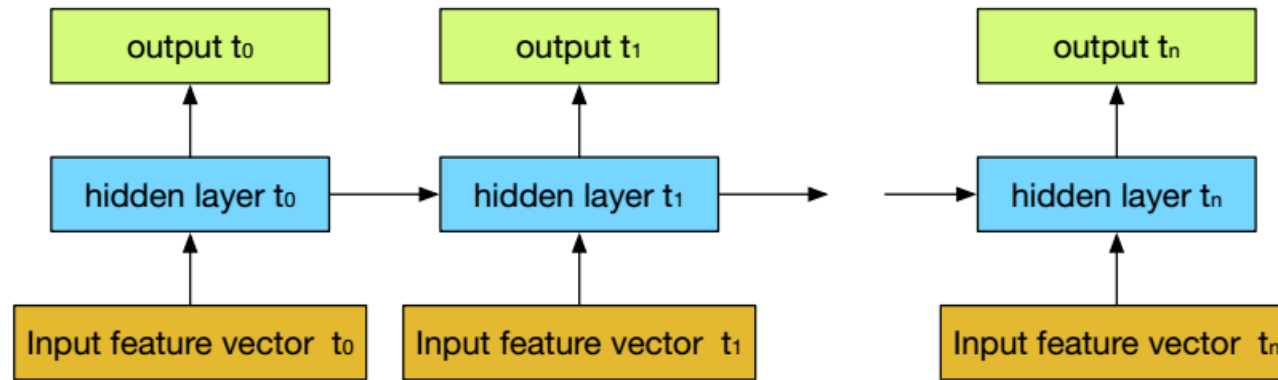 output t₀ output t₁ output tₙ
hidden layer t₀ hidden layer t₁ hidden layer tₙ
Input feature vector t₀ Input feature vector t₁ Input feature vector tₙ